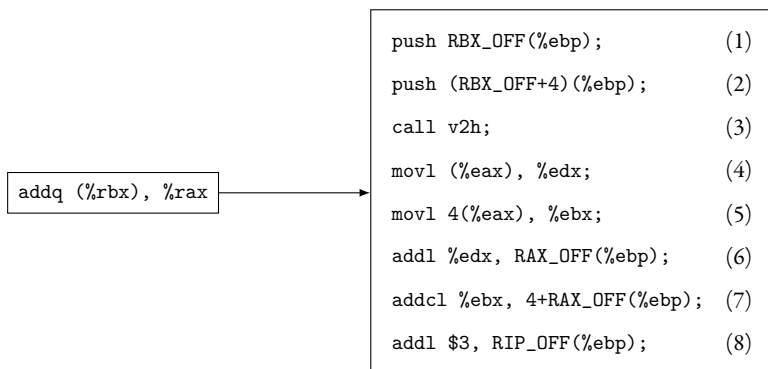 addq (%rbx), %rax
push RBX_OFF(%ebp); (1)
push (RBX_OFF+4)(%ebp); (2)
call v2h; (3)
movl (%eax), %edx; (4)
movl 4(%eax), %ebx; (5)
addl %edx, RAX_OFF(%ebp); (6)
addcl %ebx, 4+RAX_OFF(%ebp); (7)
addl $3, RIP_OFF(%ebp); (8)